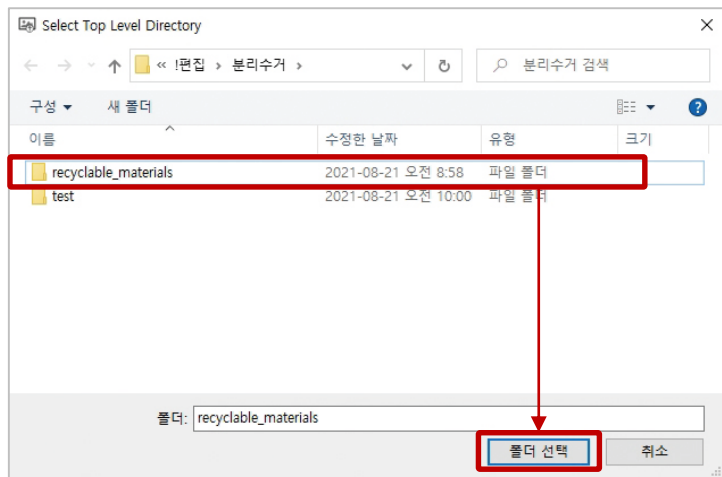 Select Top Level Directory
« !편집 › 분리수거 ›
분리수거 검색
구성 새 폴더
이름 수정한 날짜 유형 크기
recyclable_materials 2021-08-21 오전 8:58 파일 폴더
test 2021-08-21 오전 10:00 파일 폴더
폴더: recyclable_materials
폴더 선택 취소